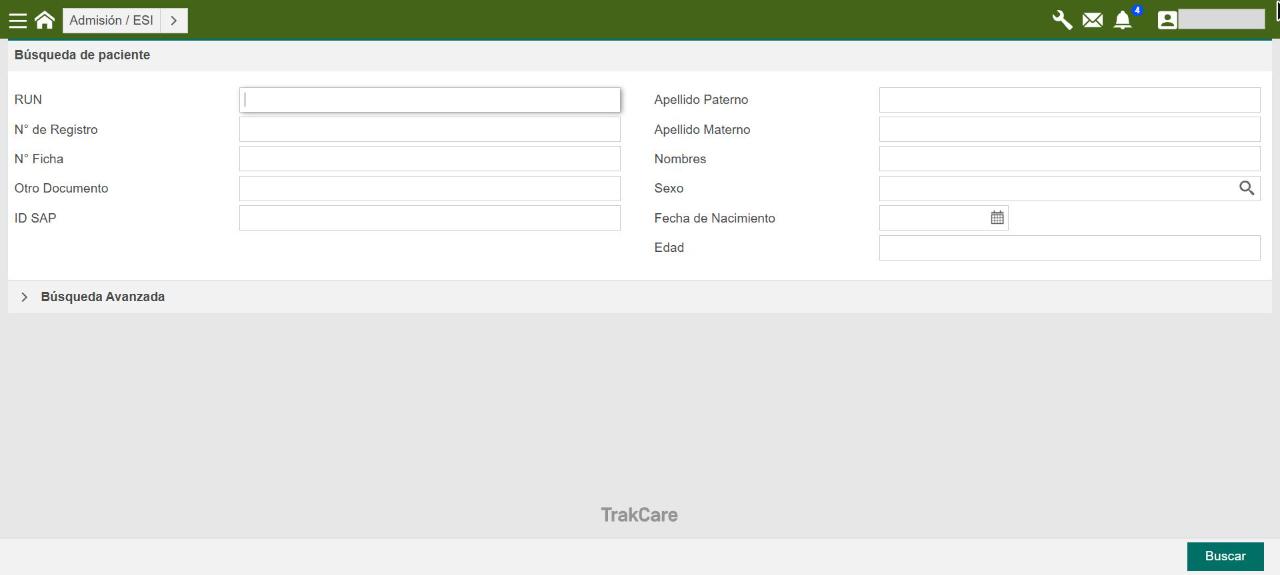 Admisión / ESI
4
Búsqueda de paciente
RUN
Apellido Paterno
N° de Registro
Apellido Materno
N° Ficha
Nombres
Otro Documento
Sexo
ID SAP
Fecha de Nacimiento
Edad
Búsqueda Avanzada
TrakCare
Buscar